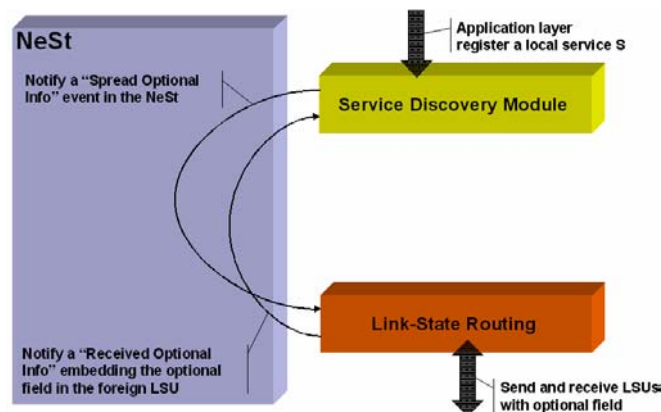 NeSt
Application layer
register a local service S
Notify a “Spread Optional
Info” event in the NeSt
Service Discovery Module
Link-State Routing
Notify a “Received Optional
Info” embedding the optional
field in the foreign LSU
Send and receive LSUs
with optional field